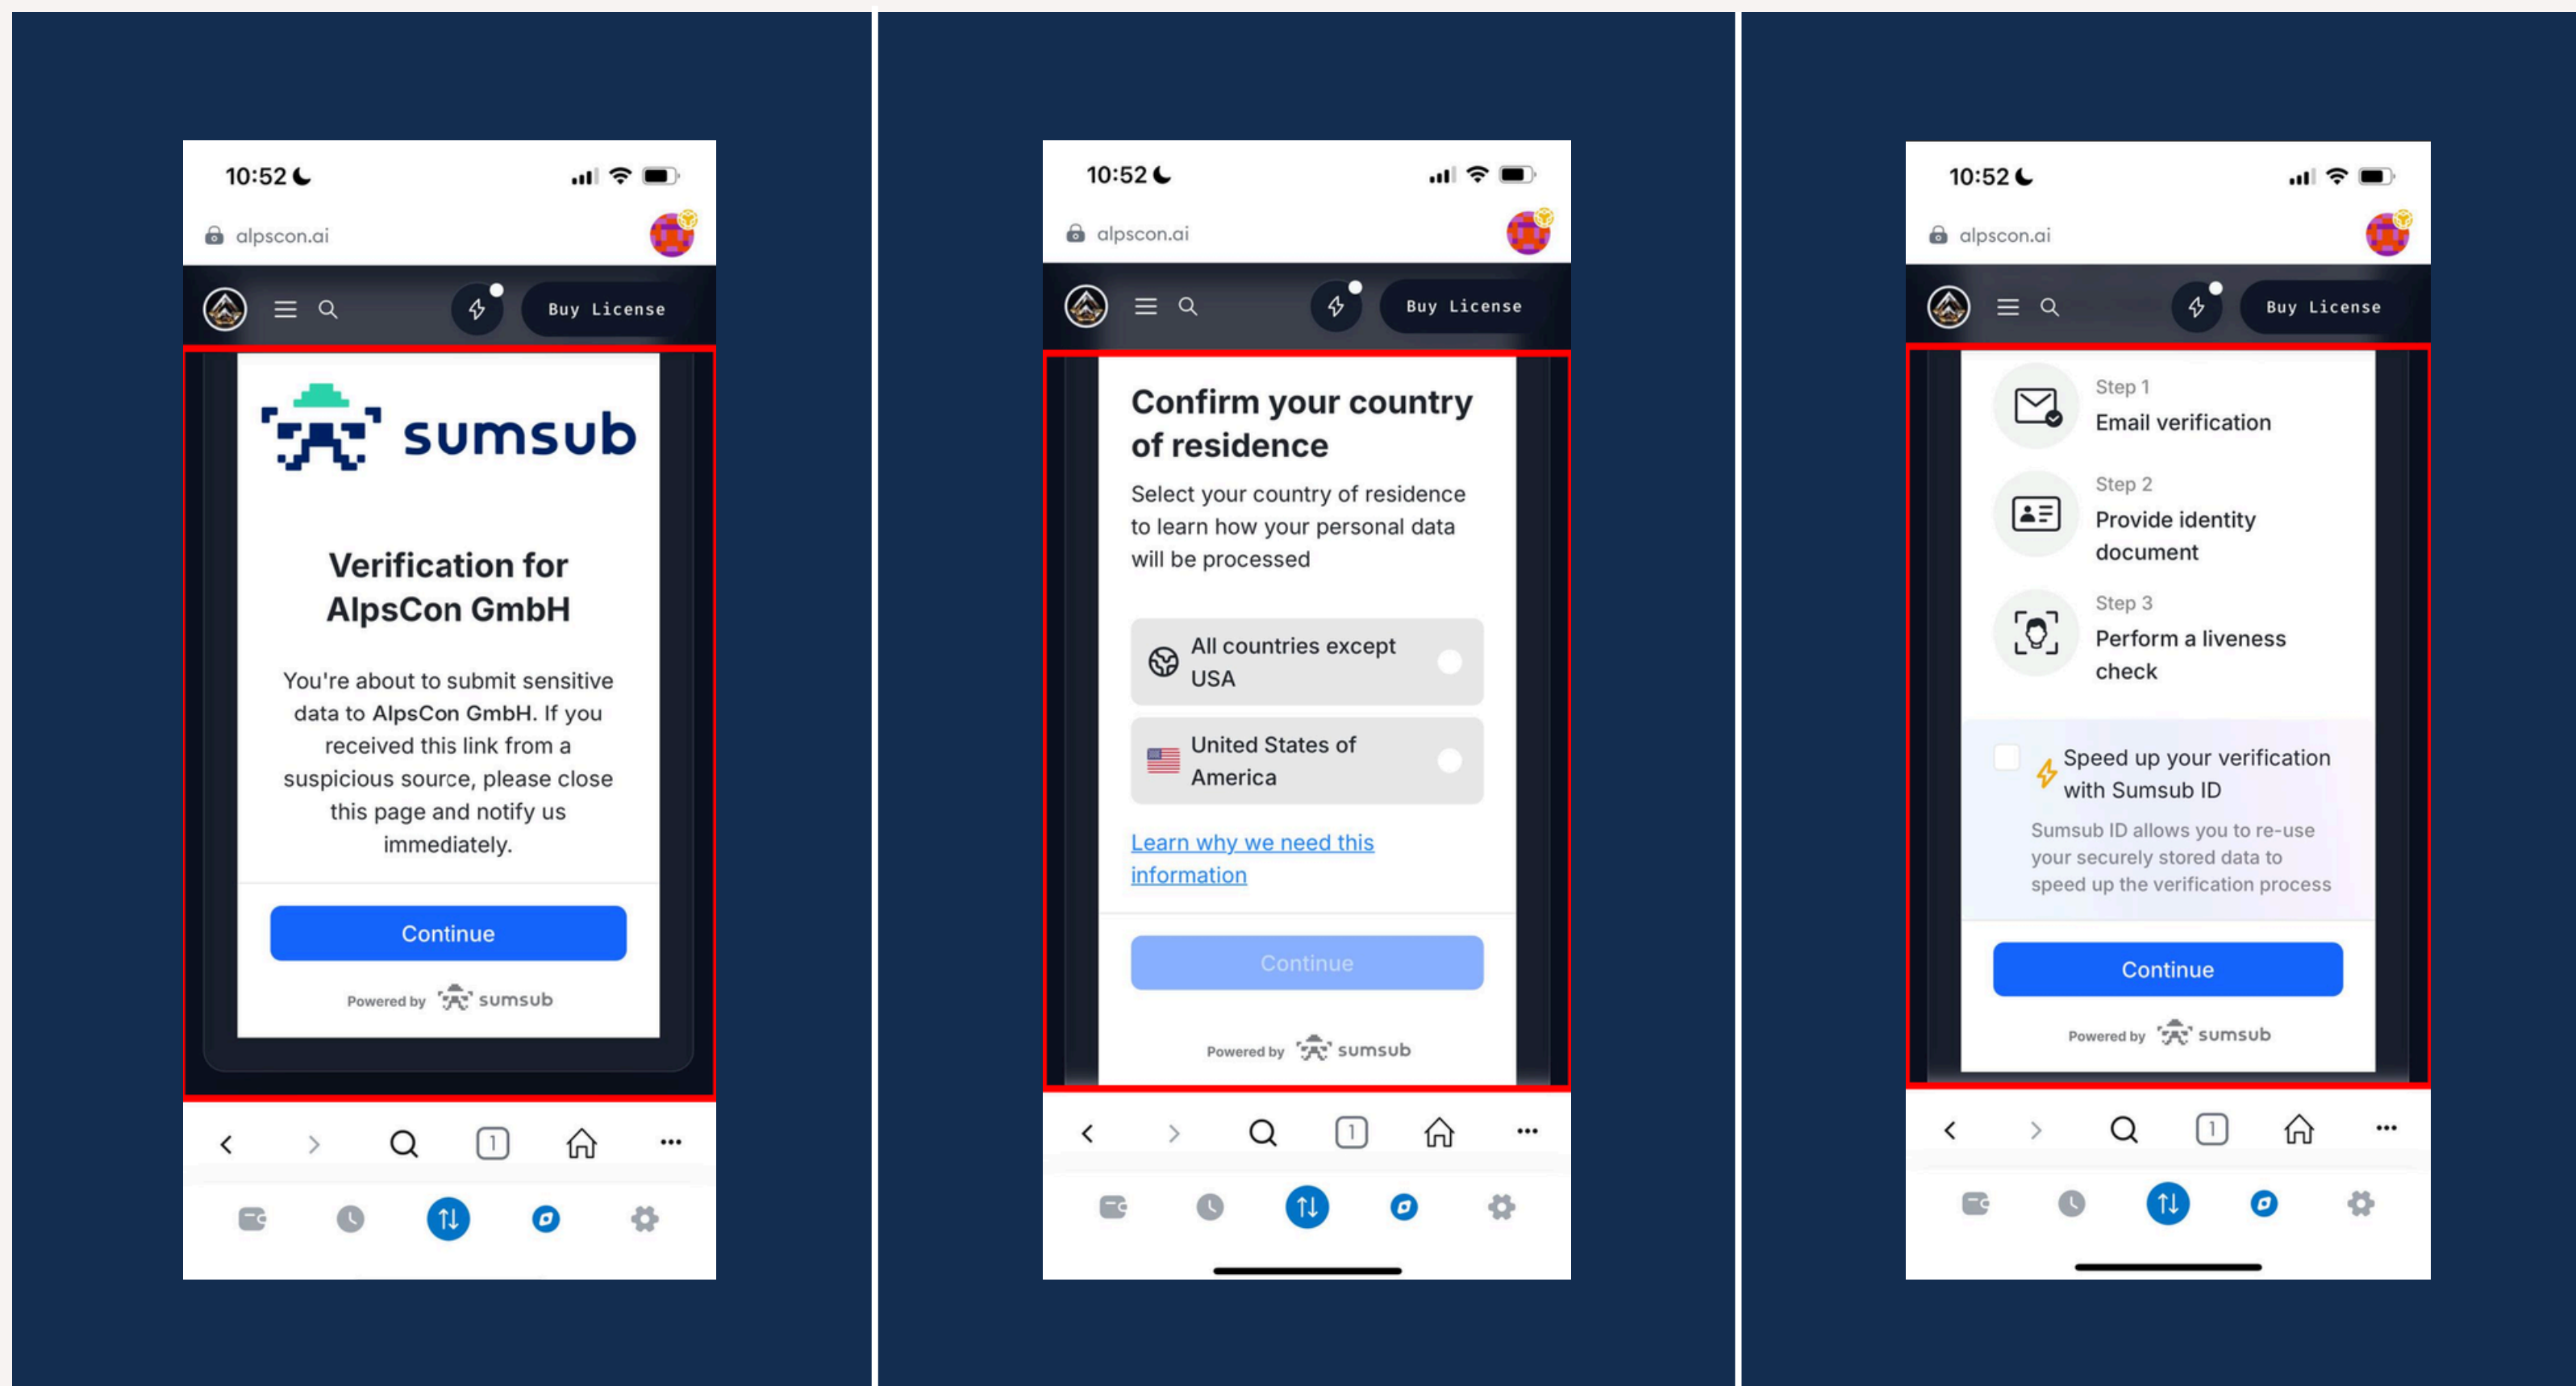 10:52
alpscon.ai
Buy License
sumsub
Verification for
AlpsCon GmbH
You're about to submit sensitive
data to AlpsCon GmbH. If you
received this link from a
suspicious source, please close
this page and notify us
immediately.
Continue
Powered by sumsub
1
10:52
alpscon.ai
Buy License
Confirm your country
of residence
Select your country of residence
to learn how your personal data
will be processed
All countries except
USA
United States of
America
Learn why we need this
information
Continue
Powered by sumsub
1
10:52
alpscon.ai
Buy License
Step 1
Email verification
Step 2
Provide identity
document
Step 3
Perform a liveness
check
Speed up your verification
with Sumsub ID
Sumsub ID allows you to re-use
your securely stored data to
speed up the verification process
Continue
Powered by sumsub
1